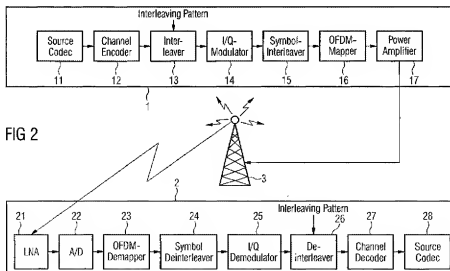 Interleaving Pattern
Source Codec
Channel Encoder
Inter- leaver
I/Q- Modulator
Symbol- Interleaver
OFDM- Mapper
Power Amplifier
11 12 13 14 15 16 17
1
FIG 2
3
2
Interleaving Pattern
21 22 23 24 25 26 27 28
LNA
A/D
OFDM- Demapper
Symbol Deinterleaver
I/Q Demodulator
De- interleaver
Channel Decoder
Source Codec